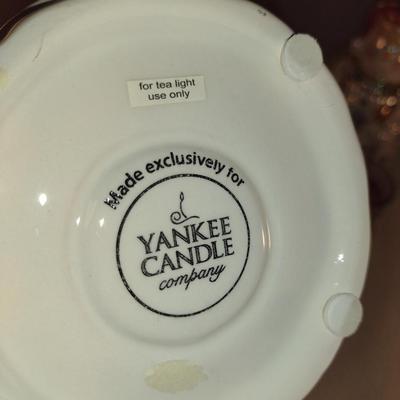 for tea light
use only
Made exclusively for
YANKEE
CANDLE
company